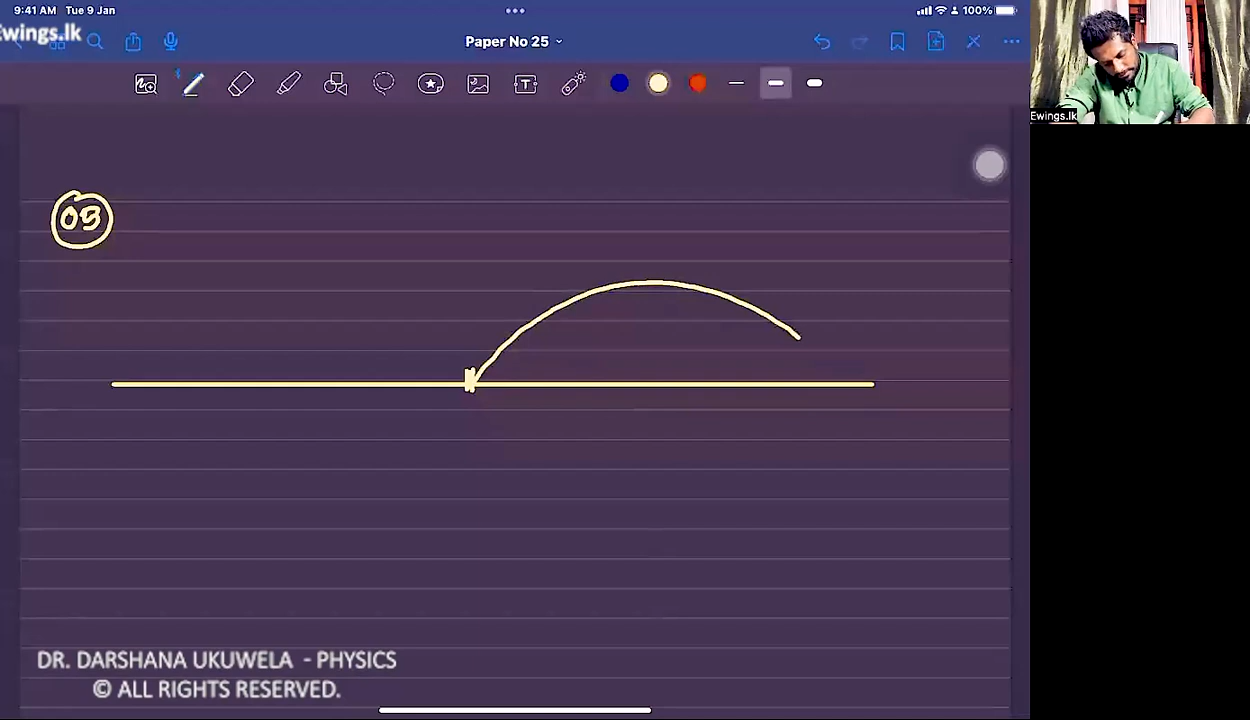 9:41 AM Tue 9 Jan
100%
Ewings.lk
Paper No 25
T
Ewings.lk
03
DR. DARSHANA UKUWELA - PHYSICS
© ALL RIGHTS RESERVED.